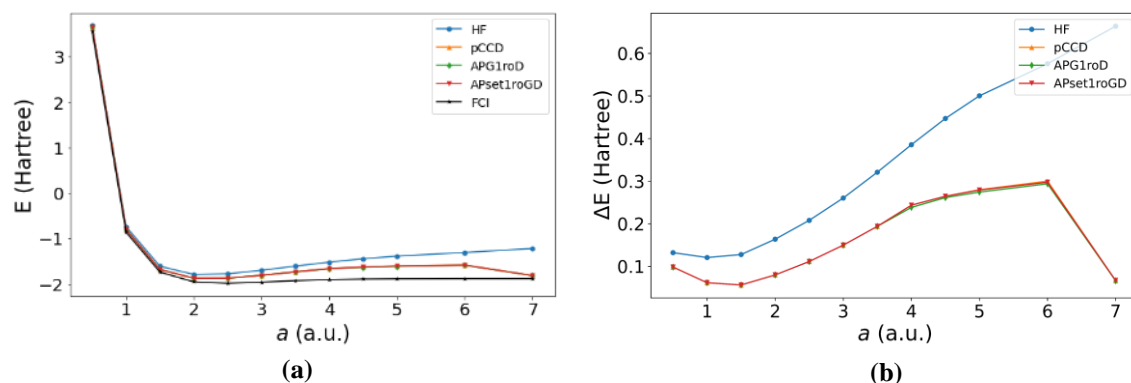 HF
pCCD
APG1roD
APset1roGD
FCI
E (Hartree)
3
2
1
0
−1
−2
1 2 3 4 5 6 7
a (a.u.)
(a)
HF
pCCD
APG1roD
APset1roGD
ΔE (Hartree)
0.6
0.5
0.4
0.3
0.2
0.1
1 2 3 4 5 6 7
a (a.u.)
(b)